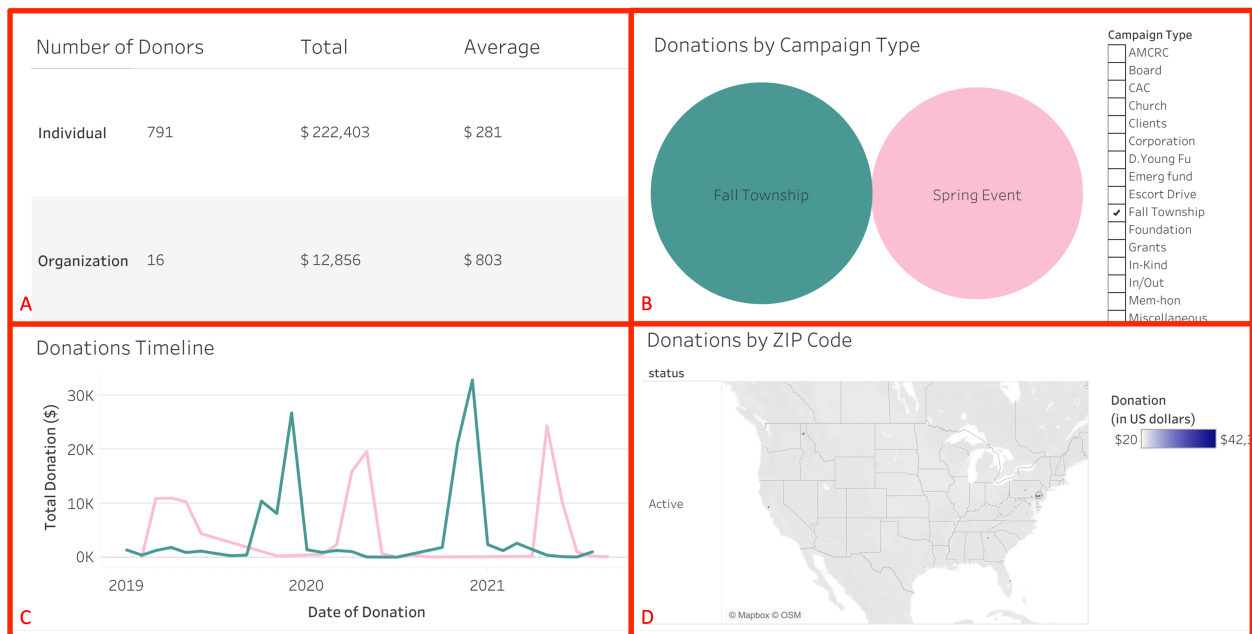 Number of Donors Total Average
Individual 791 $ 222,403 $ 281
Organization 16 $ 12,856 $ 803
A
Donations by Campaign Type
Fall Township
Spring Event
Campaign Type
AMCRC
Board
CAC
Church
Clients
Corporation
D.Young Fu
Emerg fund
Escort Drive
Fall Township
Foundation
Grants
In-Kind
In/Out
Mem-hon
Miscellaneous
B
Donations Timeline
Total Donation ($)
30K
20K
10K
0K
2019 2020 2021
Date of Donation
C
Donations by ZIP Code
status
Active
© Mapbox © OSM
Donation
(in US dollars)
$20 $42,
D